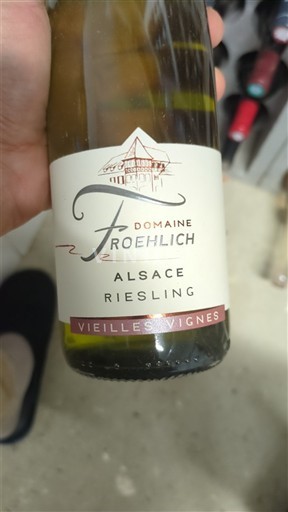 DOMAINE
FROEHLICH
ALSACE
RIESLING
VIEILLES VIGNES